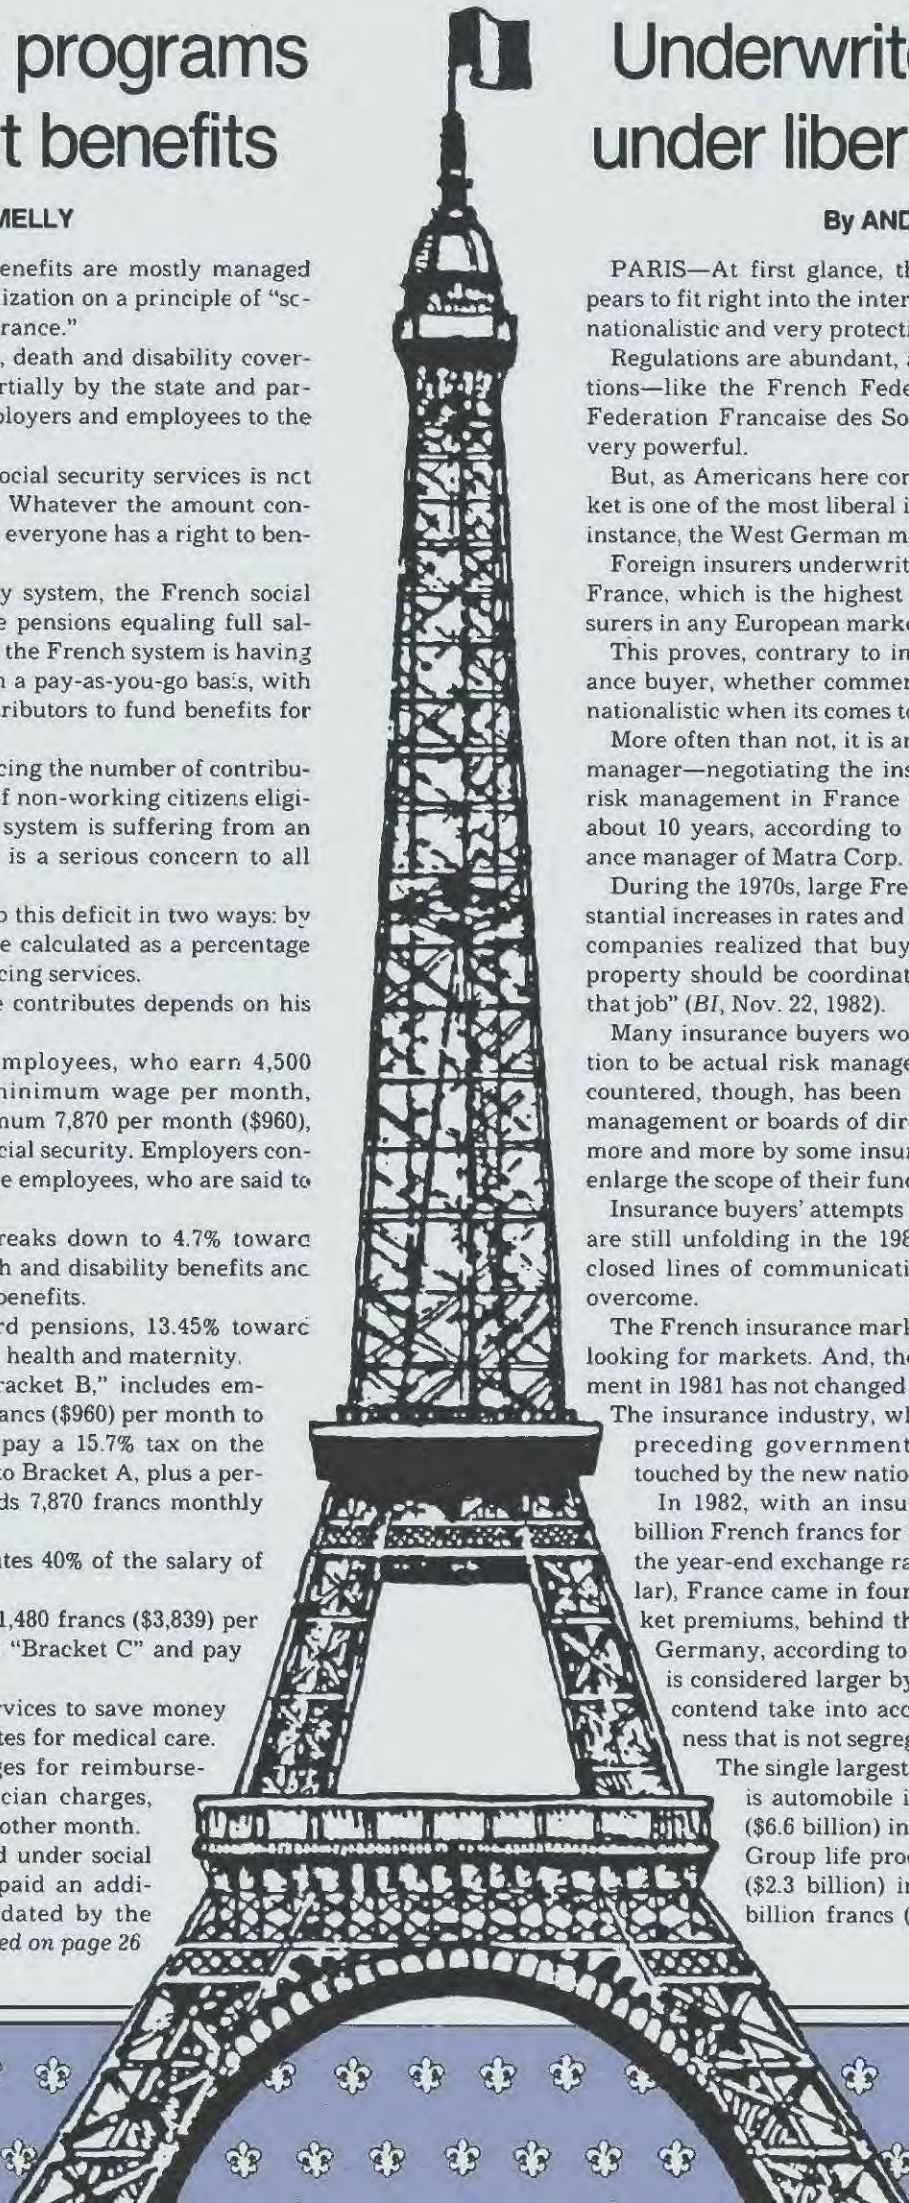 programs
t benefits
MELLY
enefits are mostly managed
ization on a principle of "sc-
rance."
, death and disability cover-
rtially by the state and par-
ployers and employees to the
ocial security services is nct
Whatever the amount con-
everyone has a right to ben-
y system, the French social
e pensions equaling full sal-
the French system is having
n a pay-as-you-go basis, with
tributors to fund benefits for
cing the number of contribu-
f non-working citizens eligi-
system is suffering from an
is a serious concern to all
o this deficit in two ways: by
e calculated as a percentage
cing services.
e contributes depends on his
mployees, who earn 4,500
minimum wage per month,
num 7,870 per month ($960),
cial security. Employers con-
e employees, who are said to
reaks down to 4.7% toward
h and disability benefits anc
benefits.
rd pensions, 13.45% toward
health and maternity.
racket B," includes em-
ancs ($960) per month to
pay a 15.7% tax on the
to Bracket A, plus a per-
ds 7,870 francs monthly
tes 40% of the salary of
1,480 francs ($3,839) per
"Bracket C" and pay
rvices to save money
tes for medical care.
ges for reimburse-
cian charges,
other month.
d under social
paid an addi-
dated by the
ed on page 26
Underwrite
under liber
By AND
PARIS—At first glance, th
pears to fit right into the inter
nationalistic and very protecti
Regulations are abundant, a
tions—like the French Fede
Federation Francaise des So
very powerful.
But, as Americans here con
ket is one of the most liberal i
instance, the West German m
Foreign insurers underwrit
France, which is the highest
surers in any European marke
This proves, contrary to in
ance buyer, whether commer
nationalistic when its comes to
More often than not, it is an
manager—negotiating the ins
risk management in France
about 10 years, according to
ance manager of Matra Corp.
During the 1970s, large Fre
stantial increases in rates and
companies realized that buy
property should be coordinat
that job" (BI, Nov. 22, 1982).
Many insurance buyers wo
tion to be actual risk manage
countered, though, has been
management or boards of dir
more and more by some insu
enlarge the scope of their func
Insurance buyers' attempts
are still unfolding in the 198
closed lines of communicati
overcome.
The French insurance mark
looking for markets. And, the
ment in 1981 has not changed
The insurance industry, wh
preceding government
touched by the new natio
In 1982, with an insu
billion French francs for
the year-end exchange ra
lar), France came in four
ket premiums, behind th
Germany, according to
is considered larger by
contend take into acc
ness that is not segreg
The single largest
is automobile i
($6.6 billion) in
Group life pro
($2.3 billion) i
billion francs (